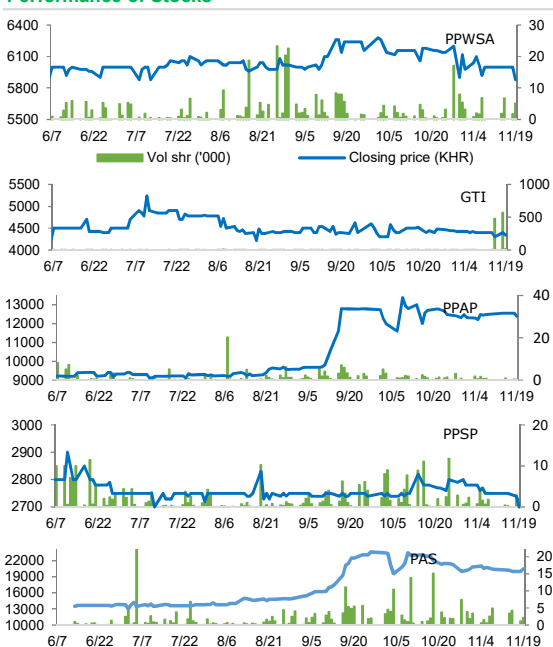 Performance of Stocks
6400 PPWSA 30
6100 20
5800 10
5500 0
6/7 6/22 7/7 7/22 8/6 8/21 9/5 9/20 10/5 10/20 11/4 11/19
Vol shr ('000) Closing price (KHR)
5500 GTI 1000
5000
4500 500
4000 0
6/7 6/22 7/7 7/22 8/6 8/21 9/5 9/20 10/5 10/20 11/4 11/19
13000 PPAP 40
12000
11000 20
10000
9000 0
6/7 6/22 7/7 7/22 8/6 8/21 9/5 9/20 10/5 10/20 11/4 11/19
3000 PPSP 20
2900
2800 10
2700 0
6/7 6/22 7/7 7/22 8/6 8/21 9/5 9/20 10/5 10/20 11/4 11/19
22000 PAS 20
19000 15
16000 10
13000 5
10000 0
6/7 6/22 7/7 7/22 8/6 8/21 9/5 9/20 10/5 10/20 11/4 11/19